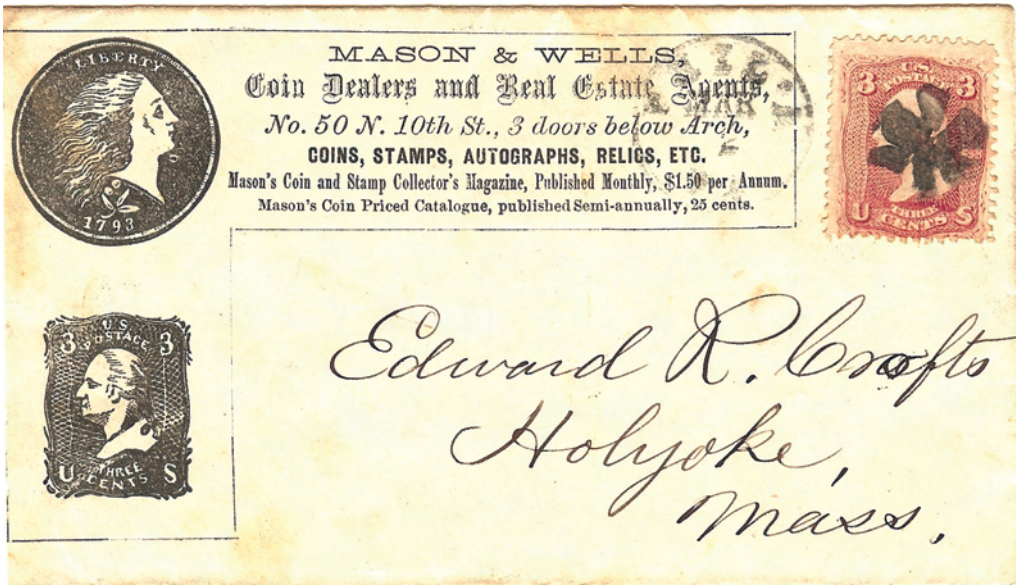 LIBERTY
1793
MASON & WELLS,
Coin Dealers and Real Estate Agents,
No. 50 N. 10th St., 3 doors below Arch,
COINS, STAMPS, AUTOGRAPHS, RELICS, ETC.
Mason's Coin and Stamp Collector's Magazine, Published Monthly, $1.50 per Annum.
Mason's Coin Priced Catalogue, published Semi-annually, 25 cents.
MAR
2
3 U.S. 3
POSTAGE
U THREE S
CENTS
3 U S 3
POSTAGE
U THREE S
CENTS
Edward R. Crofts
Holyoke,
Mass.